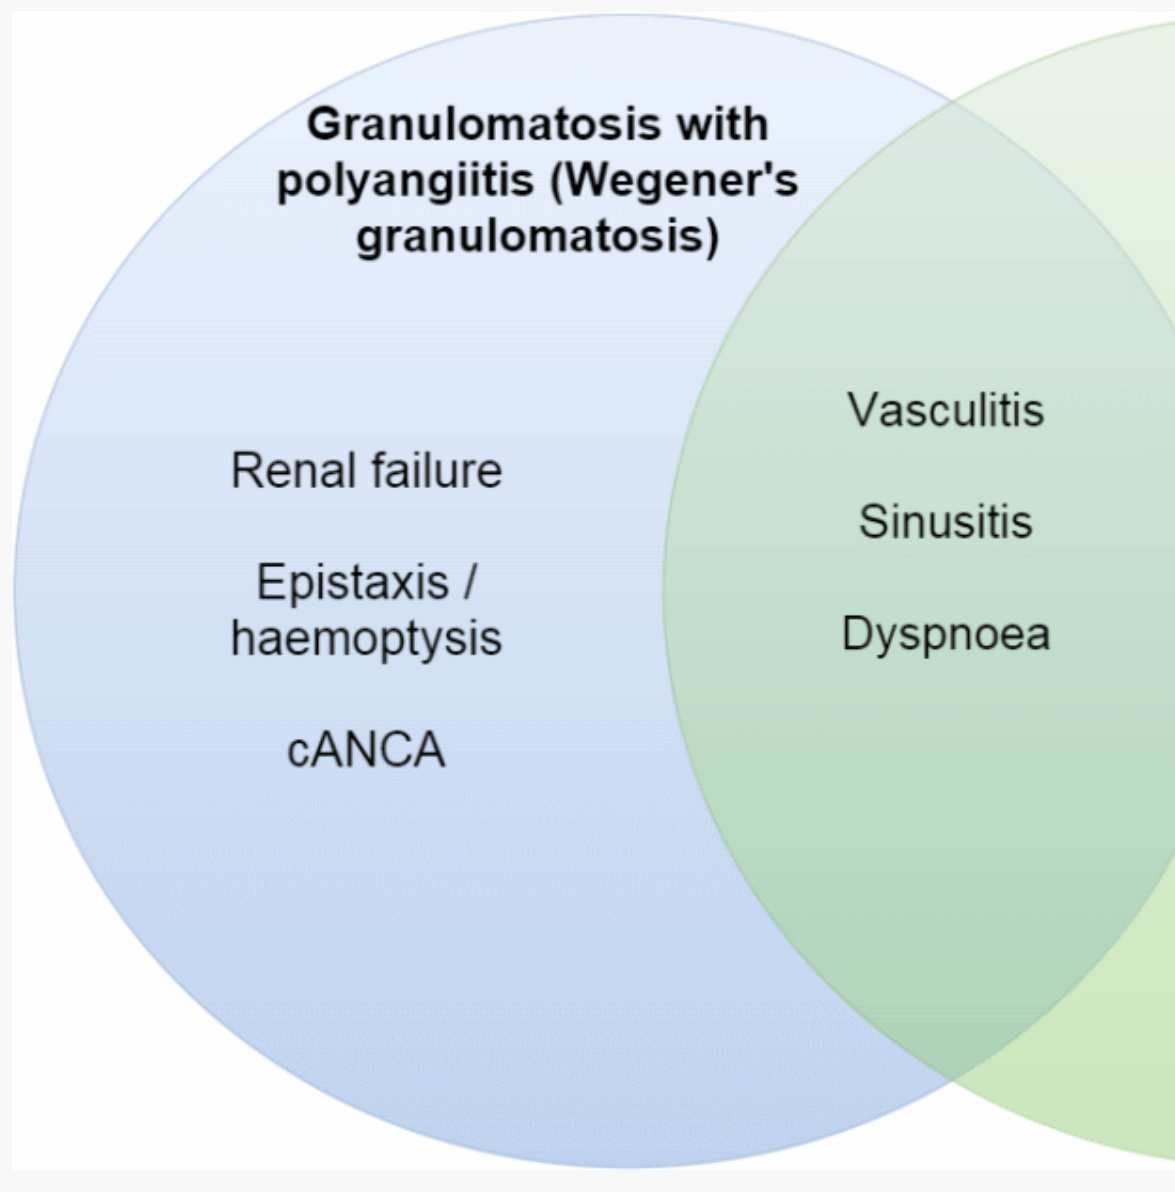 Granulomatosis with
polyangiitis (Wegener's
granulomatosis)
Renal failure
Epistaxis /
haemoptysis
cANCA
Vasculitis
Sinusitis
Dyspnoea